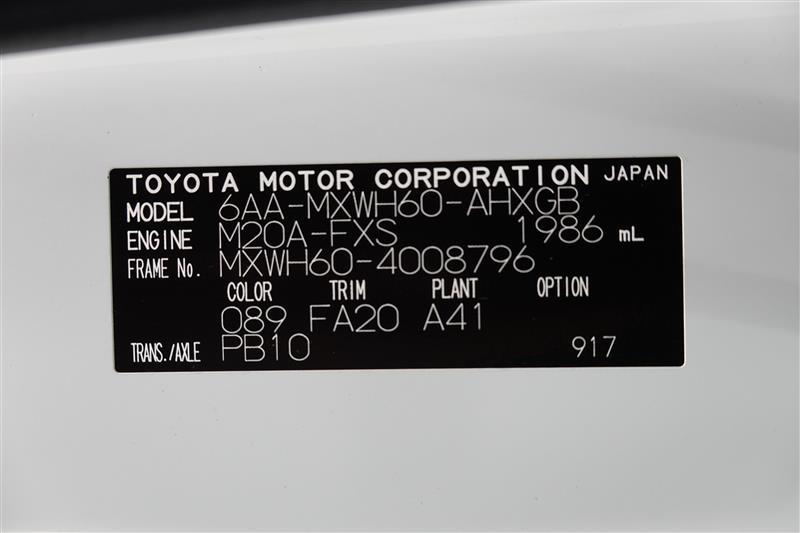 TOYOTA MOTOR CORPORATION JAPAN
MODEL 6AA-MXWH60-AHXGB
ENGINE M20A-FXS 1986 mL
FRAME No. MXWH60-4008796
COLOR TRIM PLANT OPTION
089 FA20 A41
TRANS./AXLE PB10 917